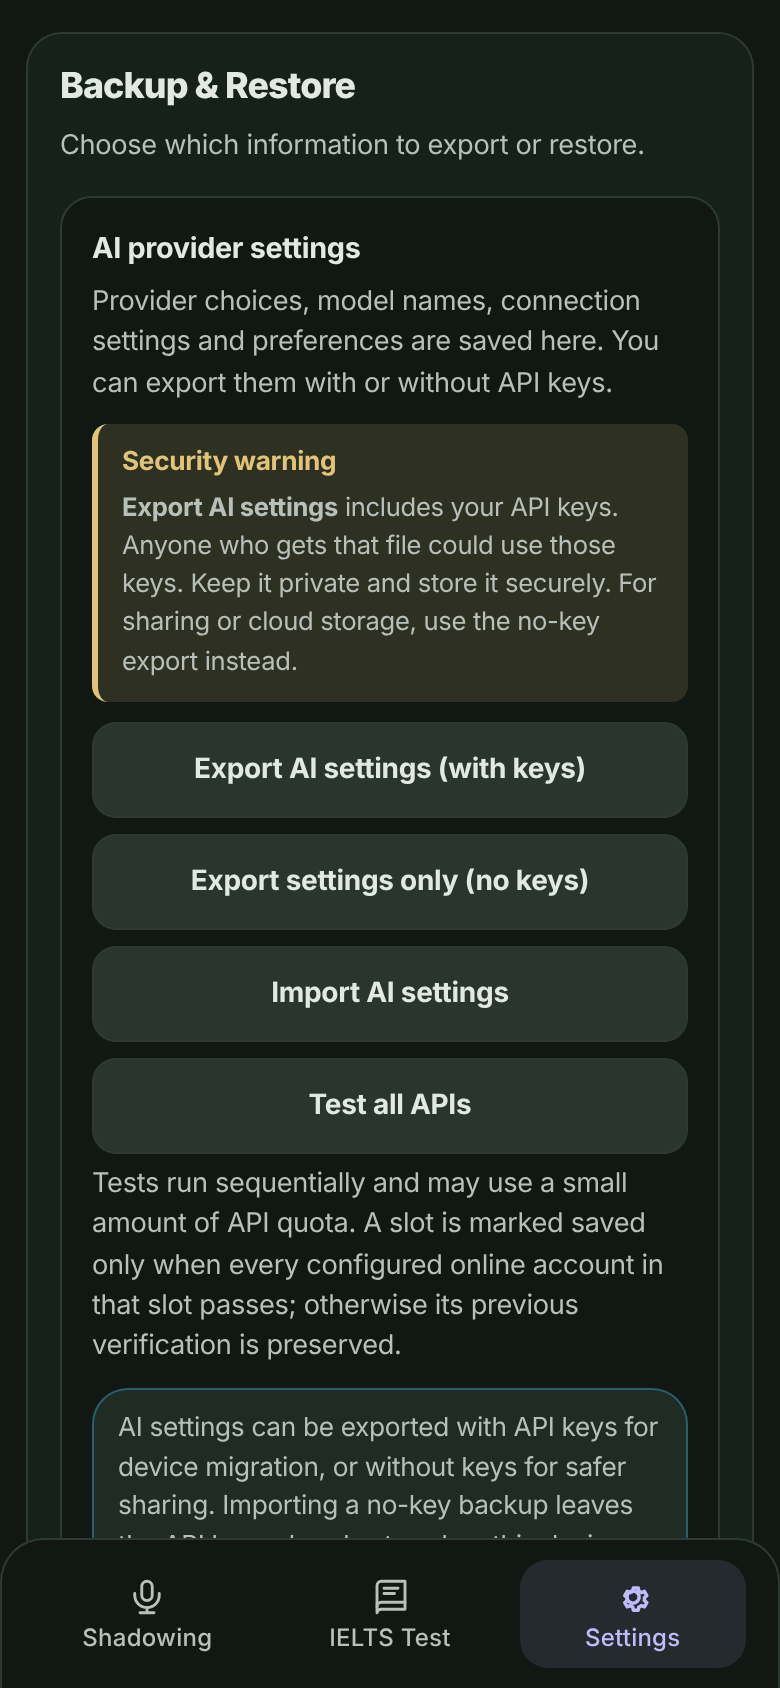 Backup & Restore
Choose which information to export or restore.
AI provider settings
Provider choices, model names, connection
settings and preferences are saved here. You
can export them with or without API keys.
Security warning
Export AI settings includes your API keys.
Anyone who gets that file could use those
keys. Keep it private and store it securely. For
sharing or cloud storage, use the no-key
export instead.
Export AI settings (with keys)
Export settings only (no keys)
Import AI settings
Test all APIs
Tests run sequentially and may use a small
amount of API quota. A slot is marked saved
only when every configured online account in
that slot passes; otherwise its previous
verification is preserved.
AI settings can be exported with API keys for
device migration, or without keys for safer
sharing. Importing a no-key backup leaves
Shadowing
IELTS Test
Settings